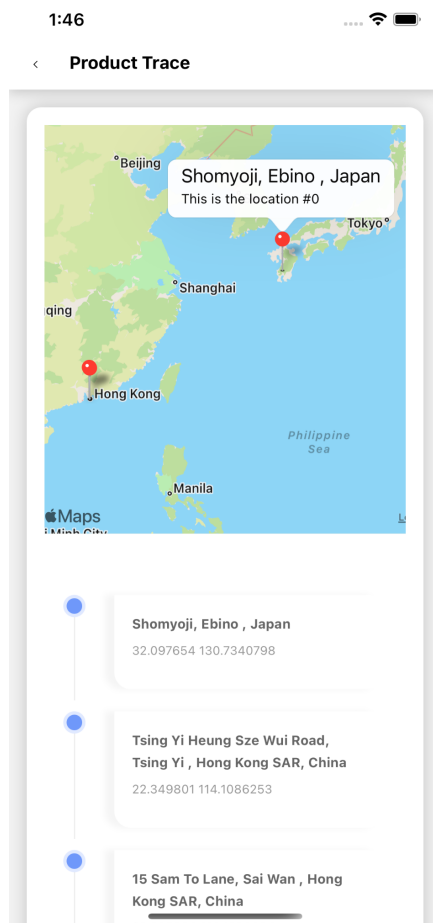 1:46
Product Trace
Beijing
Shomyoji, Ebino , Japan
This is the location #0
Tokyo
Shanghai
qing
Hong Kong
Philippine
Sea
Manila
Maps
i Minh City
Shomyoji, Ebino , Japan
32.097654 130.7340798
Tsing Yi Heung Sze Wui Road,
Tsing Yi , Hong Kong SAR, China
22.349801 114.1086253
15 Sam To Lane, Sai Wan , Hong
Kong SAR, China